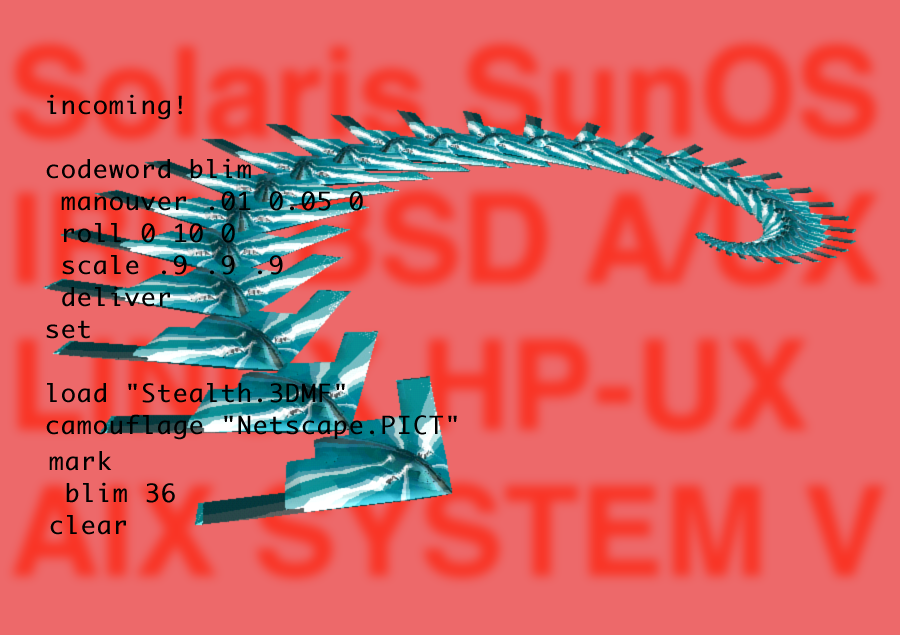 Solaris SunOS
BSD A/UX
LINUX HP-UX
AIX SYSTEM V
incoming!
codeword blim
manouver .01 0.05 0
roll 0 10 0
scale .9 .9 .9
deliver
set
load "Stealth.3DMF"
camouflage "Netscape.PICT"
mark
blim 36
clear